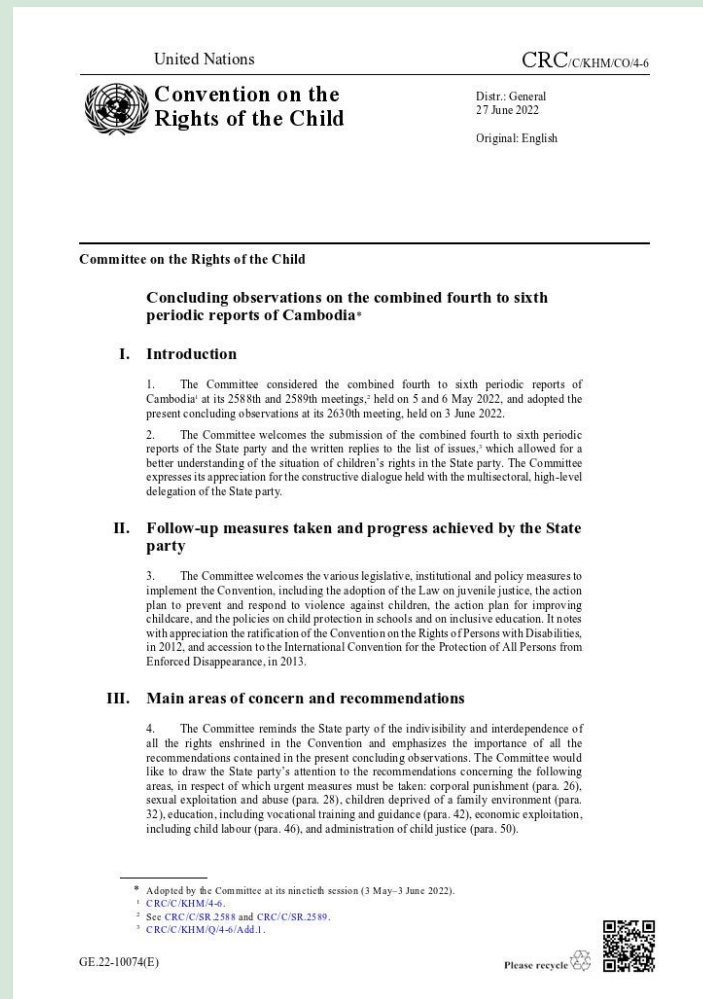 United Nations
CRC/C/KHM/CO/4-6
Convention on the
Rights of the Child
Distr.: General
27 June 2022
Original: English
Committee on the Rights of the Child
Concluding observations on the combined fourth to sixth
periodic reports of Cambodia*
I. Introduction
1. The Committee considered the combined fourth to sixth periodic reports of
Cambodia¹ at its 2588th and 2589th meetings,² held on 5 and 6 May 2022, and adopted the
present concluding observations at its 2630th meeting, held on 3 June 2022.
2. The Committee welcomes the submission of the combined fourth to sixth periodic
reports of the State party and the written replies to the list of issues,³ which allowed for a
better understanding of the situation of children's rights in the State party. The Committee
expresses its appreciation for the constructive dialogue held with the multisectoral, high-level
delegation of the State party.
II. Follow-up measures taken and progress achieved by the State
party
3. The Committee welcomes the various legislative, institutional and policy measures to
implement the Convention, including the adoption of the Law on juvenile justice, the action
plan to prevent and respond to violence against children, the action plan for improving
childcare, and the policies on child protection in schools and on inclusive education. It notes
with appreciation the ratification of the Convention on the Rights of Persons with Disabilities,
in 2012, and accession to the International Convention for the Protection of All Persons from
Enforced Disappearance, in 2013.
III. Main areas of concern and recommendations
4. The Committee reminds the State party of the indivisibility and interdependence of
all the rights enshrined in the Convention and emphasizes the importance of all the
recommendations contained in the present concluding observations. The Committee would
like to draw the State party's attention to the recommendations concerning the following
areas, in respect of which urgent measures must be taken: corporal punishment (para. 26),
sexual exploitation and abuse (para. 28), children deprived of a family environment (para.
32), education, including vocational training and guidance (para. 42), economic exploitation,
including child labour (para. 46), and administration of child justice (para. 50).
* Adopted by the Committee at its ninetieth session (3 May–3 June 2022).
¹ CRC/C/KHM/4-6.
² See CRC/C/SR.2588 and CRC/C/SR.2589.
³ CRC/C/KHM/Q/4-6/Add.1.
GE.22-10074(E)
Please recycle